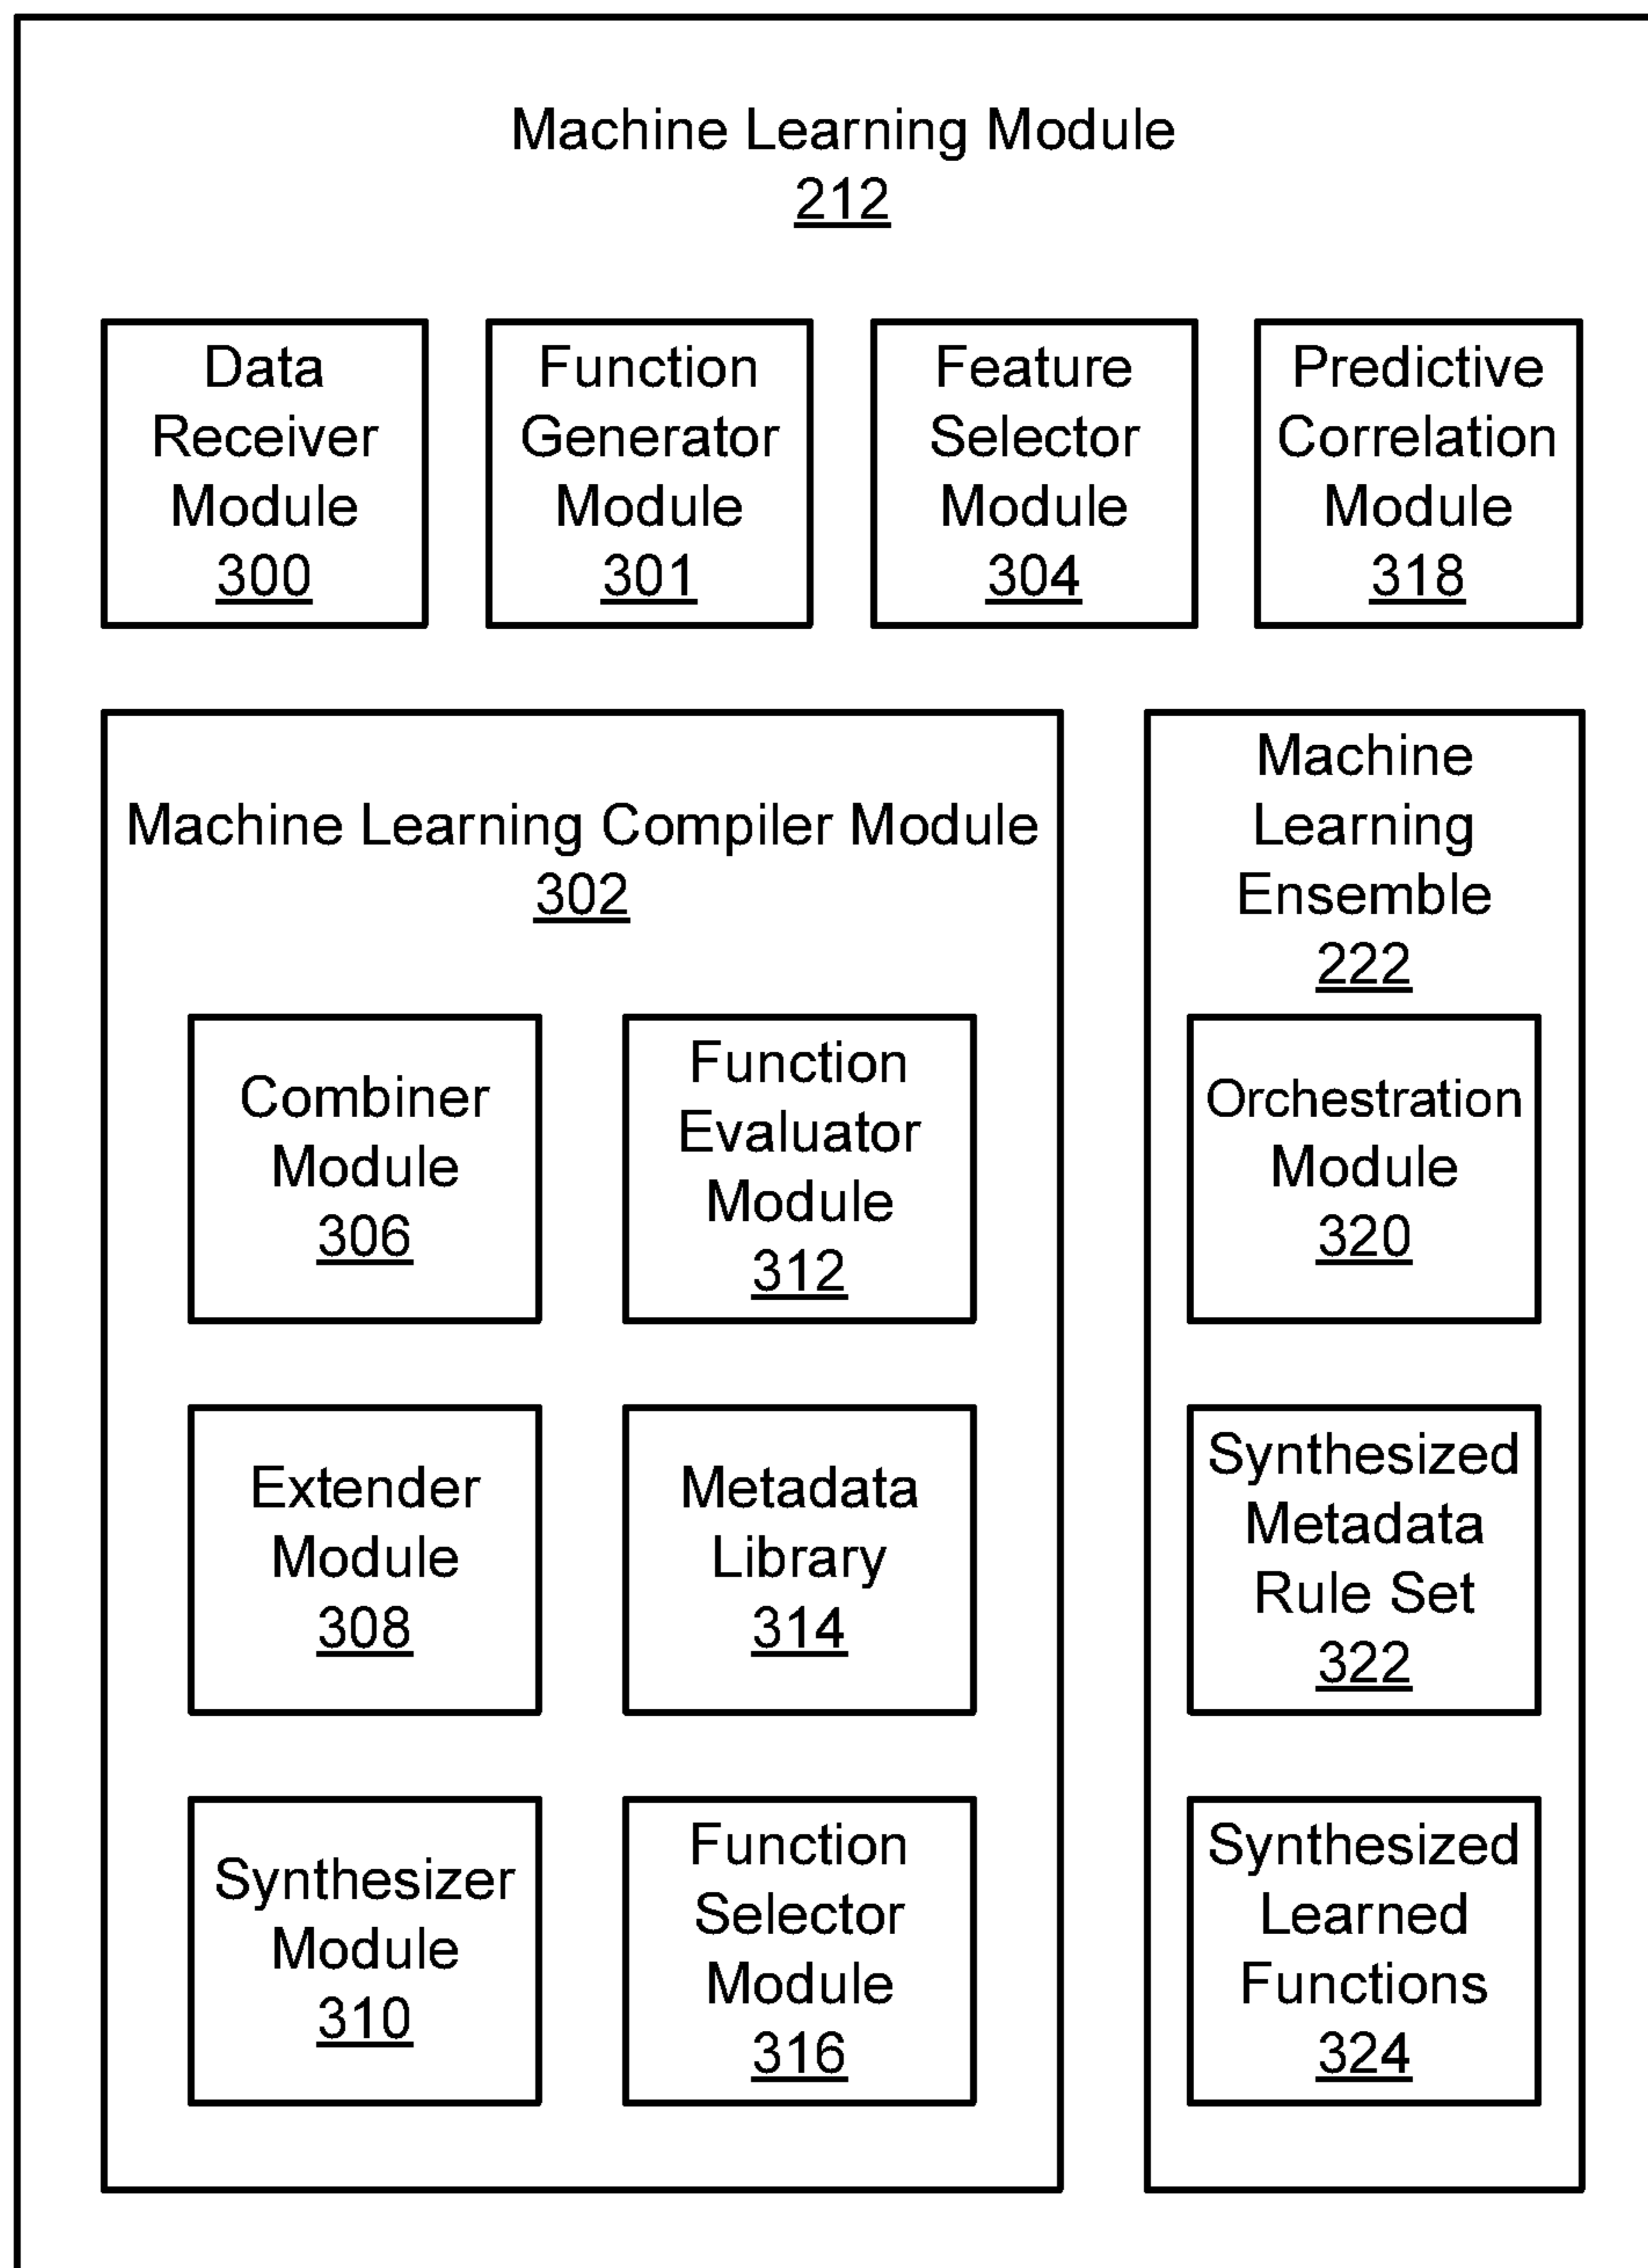 Machine Learning Module
212
Data
Receiver
Module
300
Function
Generator
Module
301
Feature
Selector
Module
304
Predictive
Correlation
Module
318
Machine Learning Compiler Module
302
Combiner
Module
306
Function
Evaluator
Module
312
Extender
Module
308
Metadata
Library
314
Synthesizer
Module
310
Function
Selector
Module
316
Machine
Learning
Ensemble
222
Orchestration
Module
320
Synthesized
Metadata
Rule Set
322
Synthesized
Learned
Functions
324